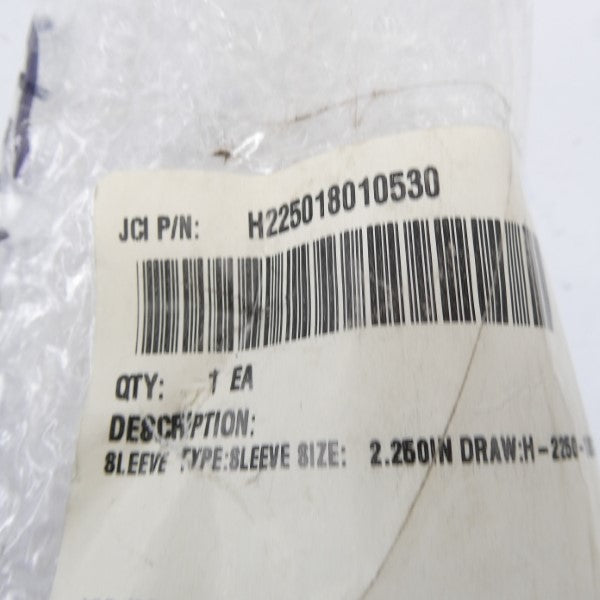 JCI P/N: H225018010530
QTY: 1 EA
DESCRIPTION:
SLEEVE TYPE:SLEEVE SIZE: 2.250IN DRAW:H-2250-